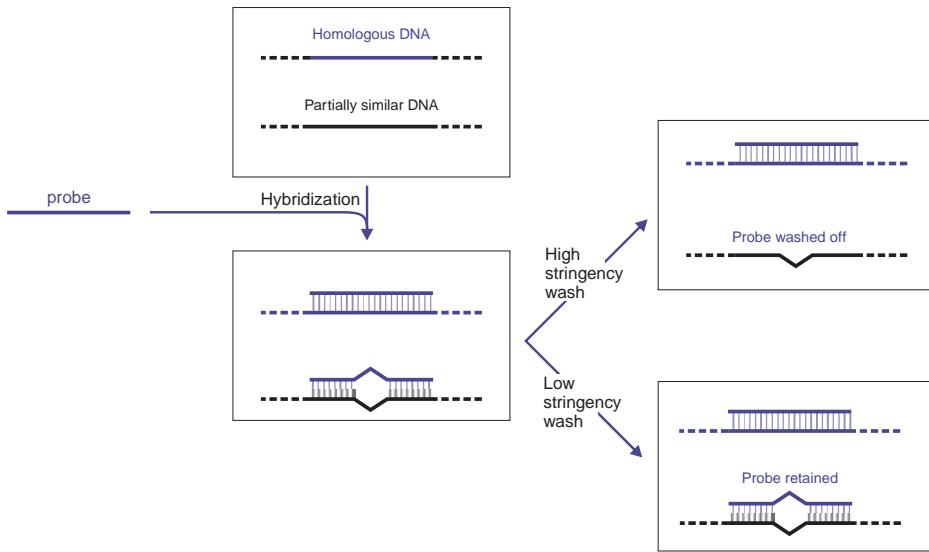 Homologous DNA
Partially similar DNA
probe
Hybridization
High
stringency
wash
Low
stringency
wash
Probe washed off
Probe retained